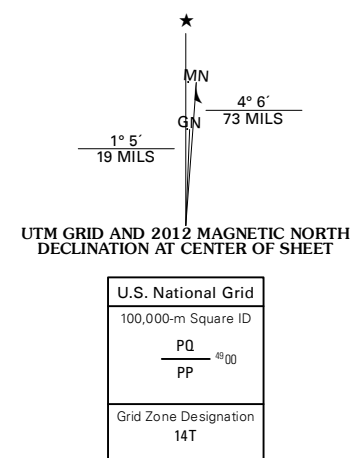 ★
MN
4° 6´
73 MILS
GN
1° 5´
19 MILS
UTM GRID AND 2012 MAGNETIC NORTH
DECLINATION AT CENTER OF SHEET
U.S. National Grid
100,000-m Square ID
PQ
4900
PP
Grid Zone Designation
14T